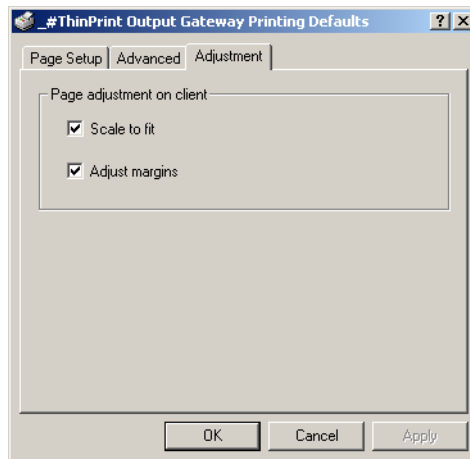 _#ThinPrint Output Gateway Printing Defaults
Page Setup Advanced Adjustment
Page adjustment on client
Scale to fit
Adjust margins
OK Cancel Apply